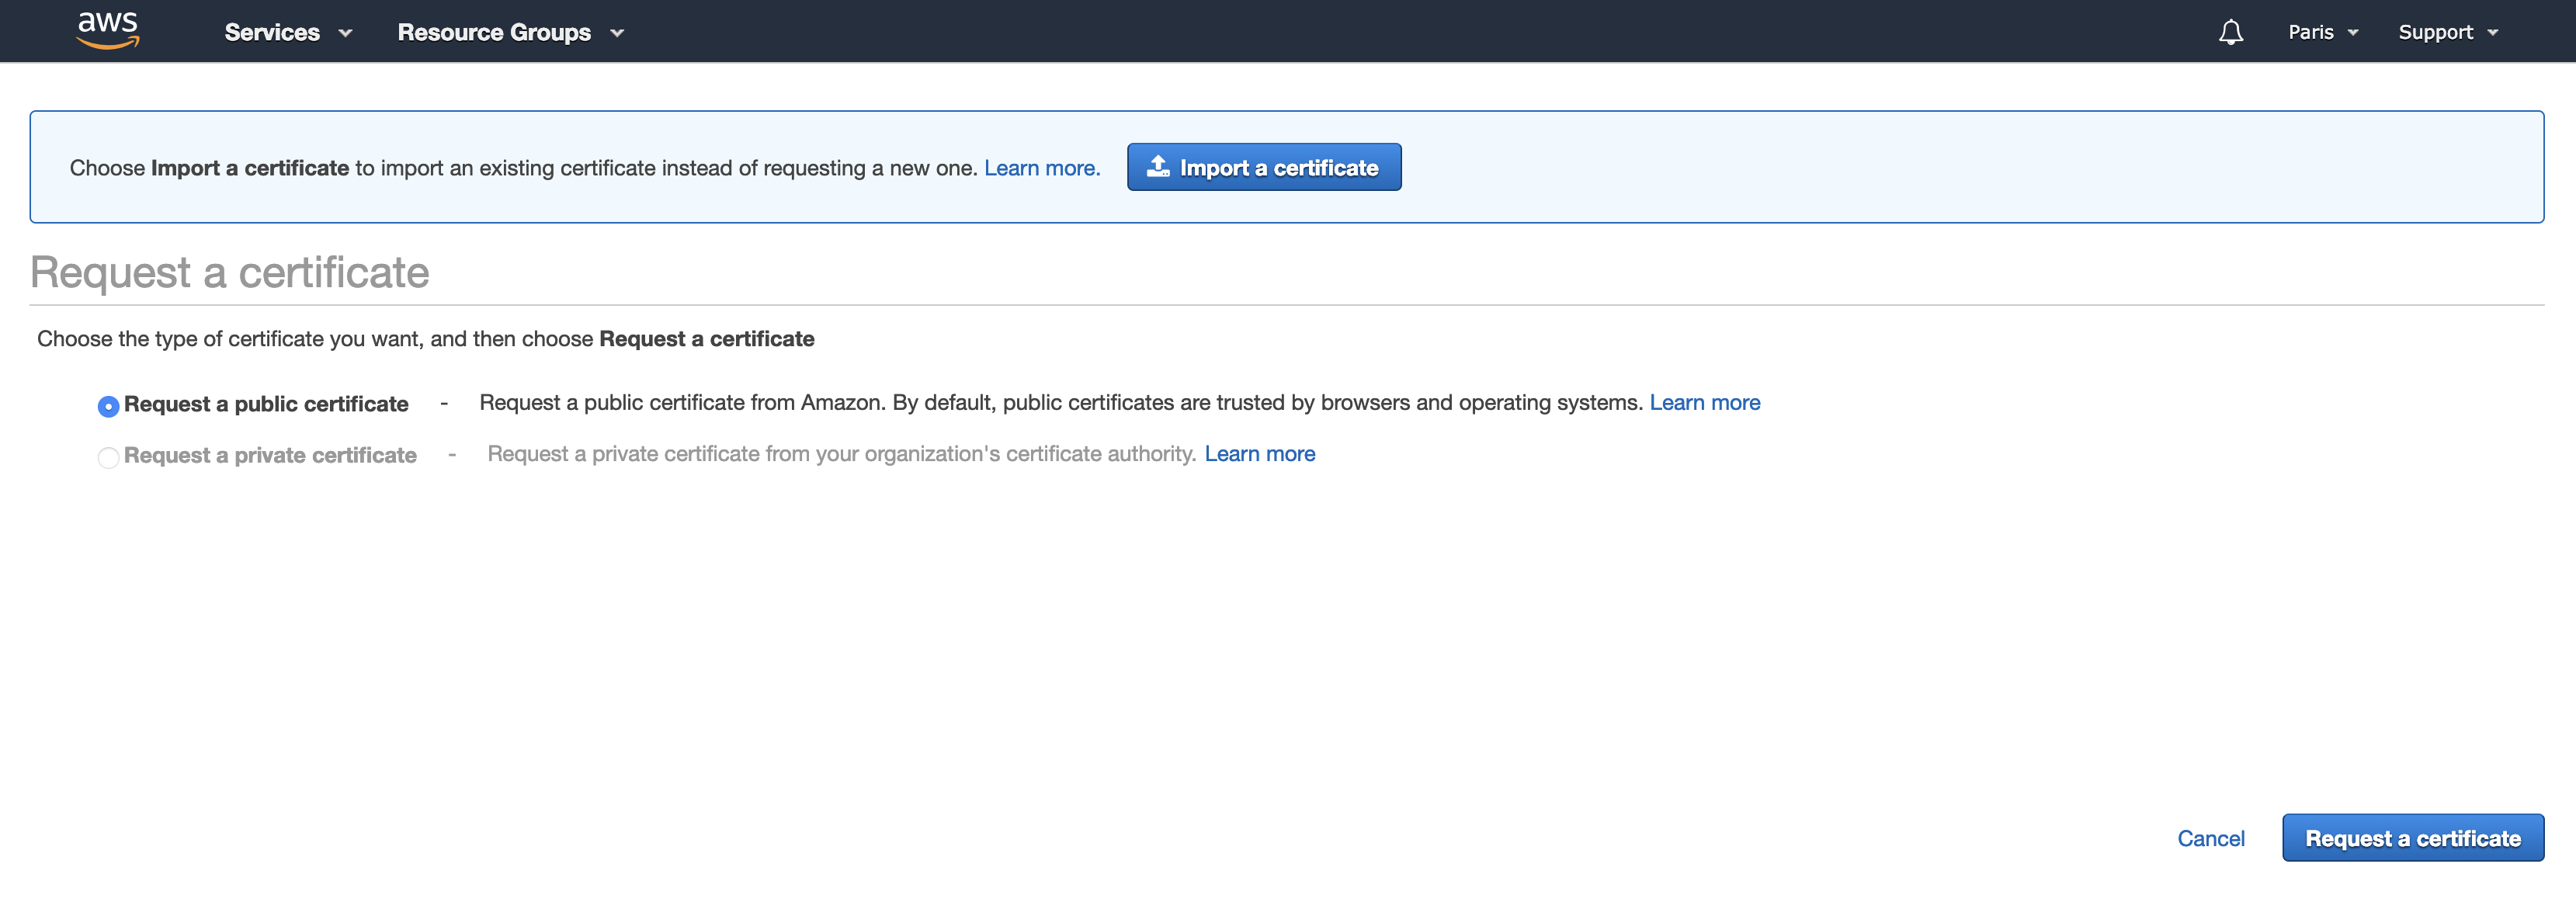 aws Services Resource Groups Paris Support
Choose Import a certificate to import an existing certificate instead of requesting a new one. Learn more. Import a certificate
Request a certificate
Choose the type of certificate you want, and then choose Request a certificate
Request a public certificate - Request a public certificate from Amazon. By default, public certificates are trusted by browsers and operating systems. Learn more
Request a private certificate - Request a private certificate from your organization's certificate authority. Learn more
Cancel Request a certificate